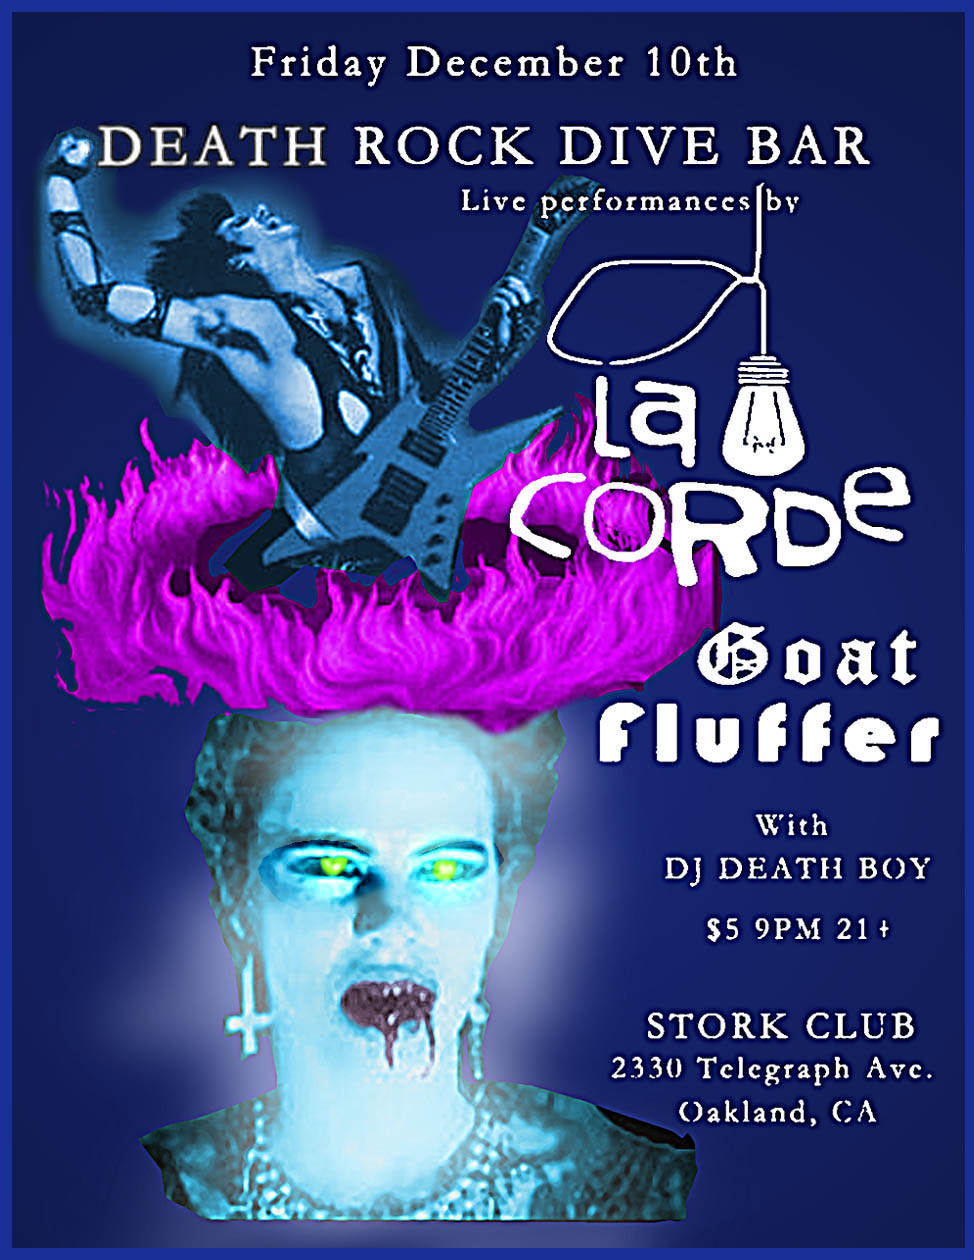 Friday December 10th
DEATH ROCK DIVE BAR
Live performances by
La
CORDe
Goat
Fluffer
With
DJ DEATH BOY
$5 9PM 21+
STORK CLUB
2330 Telegraph Ave.
Oakland, CA